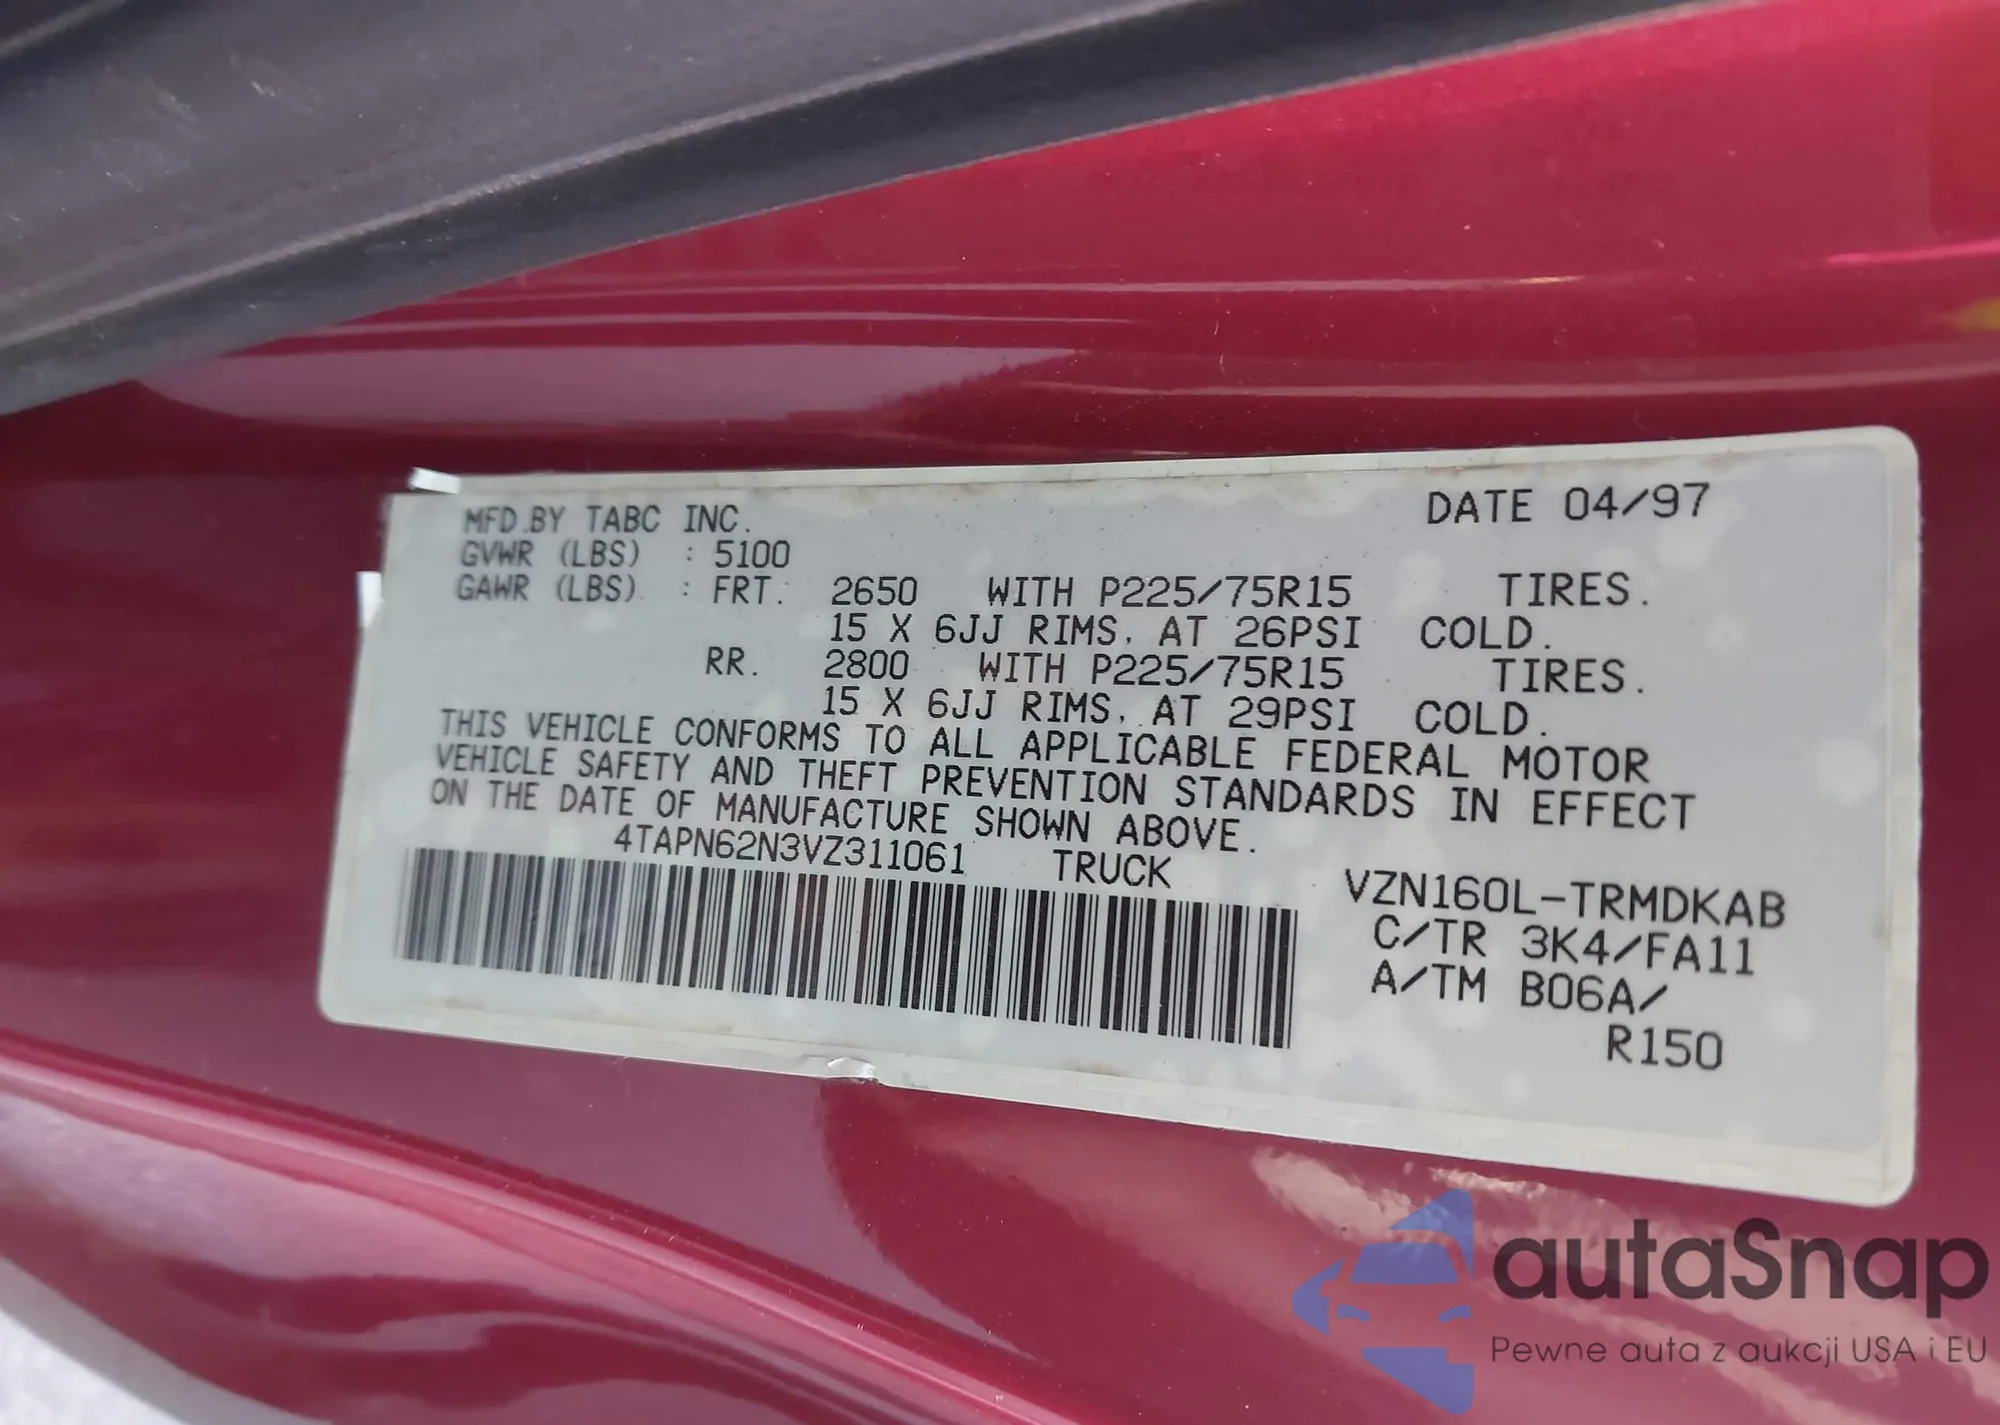 MFD.BY TABC INC. DATE 04/97
GVWR (LBS) : 5100
GAWR (LBS) : FRT. 2650 WITH P225/75R15 TIRES.
15 X 6JJ RIMS, AT 26PSI COLD.
RR. 2800 WITH P225/75R15 TIRES.
15 X 6JJ RIMS, AT 29PSI COLD.
THIS VEHICLE CONFORMS TO ALL APPLICABLE FEDERAL MOTOR
VEHICLE SAFETY AND THEFT PREVENTION STANDARDS IN EFFECT
ON THE DATE OF MANUFACTURE SHOWN ABOVE.
4TAPN62N3VZ311061 TRUCK
VZN160L-TRMDKAB
C/TR 3K4/FA11
A/TM B06A/
R150
autaSnap
Pewne auta z aukcji USA i EU